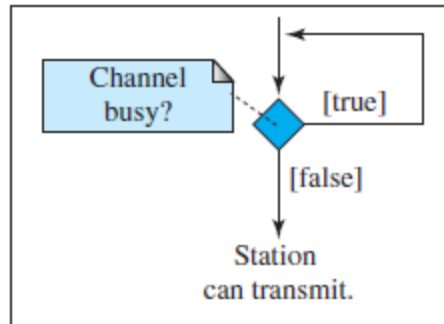 Channel
busy?
[true]
[false]
Station
can transmit.